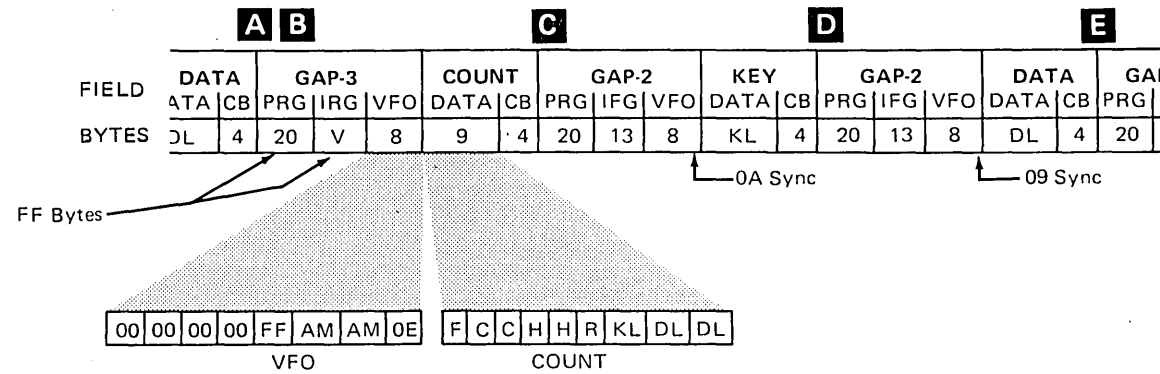 A B C D E
FIELD DATA GAP-3 COUNT GAP-2 KEY GAP-2 DATA GA
ATA CB PRG IRG VFO DATA CB PRG IFG VFO DATA CB PRG IFG VFO DATA CB PRG
BYTES DL 4 20 V 8 9 4 20 13 8 KL 4 20 13 8 DL 4 20
0A Sync 09 Sync
FF Bytes
00 00 00 00 FF AM AM 0E F C C H H R KL DL DL
VFO COUNT